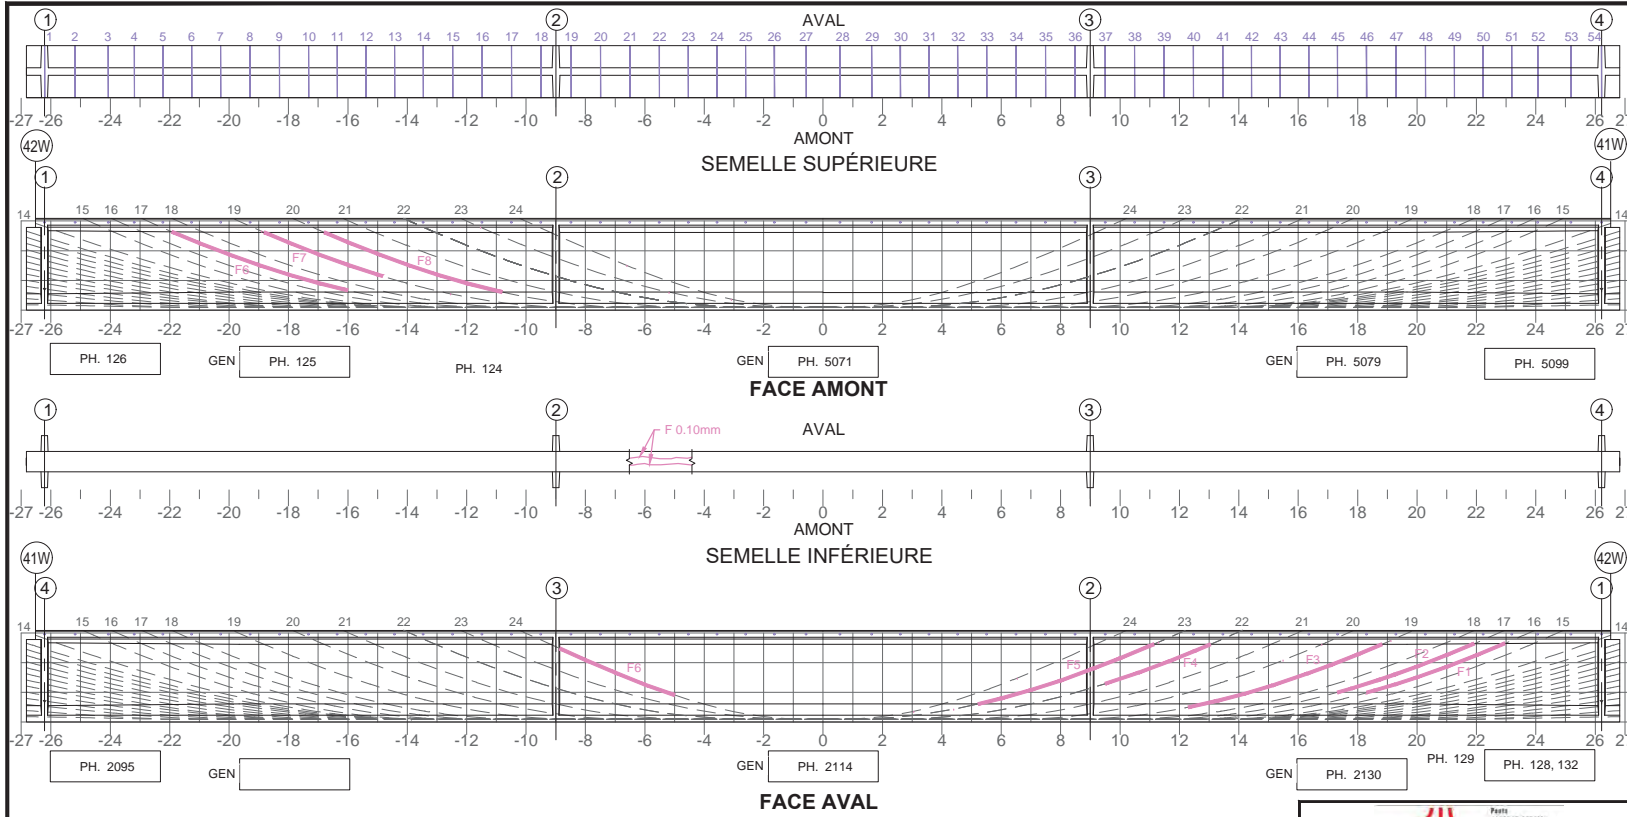 1 2 AVAL 3 4
1 2 3 4 5 6 7 8 9 10 11 12 13 14 15 16 17 18 19 20 21 22 23 24 25 26 27 28 29 30 31 32 33 34 35 36 37 38 39 40 41 42 43 44 45 46 47 48 49 50 51 52 53 54
-27 -26 -24 -22 -20 -18 -16 -14 -12 -10 -8 -6 -4 -2 0 2 4 6 8 10 12 14 16 18 20 22 24 26 2
AMONT
42W SEMELLE SUPÉRIEURE 41W
1 2 3 4
14 15 16 17 18 19 20 21 22 23 24 24 23 22 21 20 19 18 17 16 15 14
F6 F7 F8
-27 -26 -24 -22 -20 -18 -16 -14 -12 -10 -8 -6 -4 -2 0 2 4 6 8 10 12 14 16 18 20 22 24 26 2
PH. 126 GEN PH. 125 PH. 124 GEN PH. 5071 GEN PH. 5079 PH. 5099
FACE AMONT
1 2 3 4
F 0.10mm AVAL
-27 -26 -24 -22 -20 -18 -16 -14 -12 -10 -8 -6 -4 -2 0 2 4 6 8 10 12 14 16 18 20 22 24 26 2
AMONT
41W SEMELLE INFÉRIEURE 42W
4 3 2 1
14 15 16 17 18 19 20 21 22 23 24 24 23 22 21 20 19 18 17 16 15 14
F6 F5 F4 F3 F2 F1
-27 -26 -24 -22 -20 -18 -16 -14 -12 -10 -8 -6 -4 -2 0 2 4 6 8 10 12 14 16 18 20 22 24 26 2
PH. 2095 GEN GEN PH. 2114 GEN PH. 2130 PH. 129 PH. 128, 132
FACE AVAL
Ponts